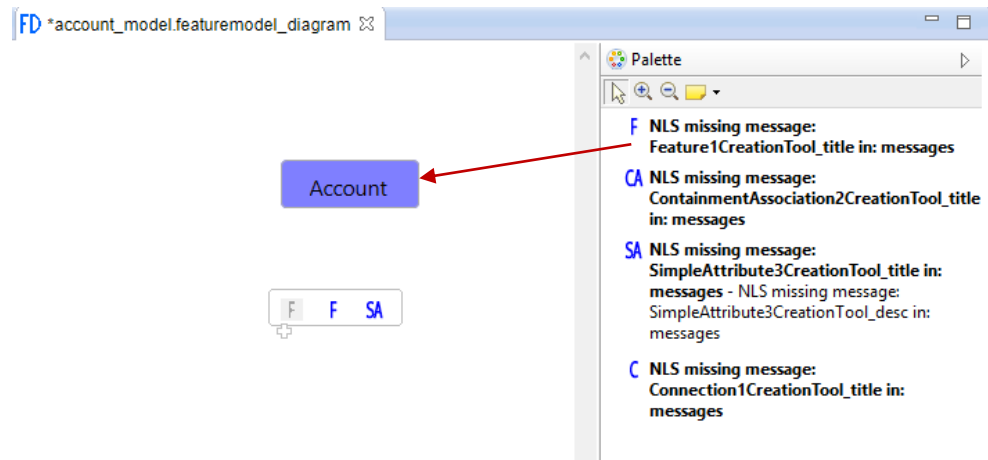 FD *account_model.featuremodel_diagram
Palette
F NLS missing message:
Feature1CreationTool_title in: messages
CA NLS missing message:
ContainmentAssociation2CreationTool_title
in: messages
SA NLS missing message:
SimpleAttribute3CreationTool_title in:
messages - NLS missing message:
SimpleAttribute3CreationTool_desc in:
messages
C NLS missing message:
Connection1CreationTool_title in:
messages
Account
F F SA